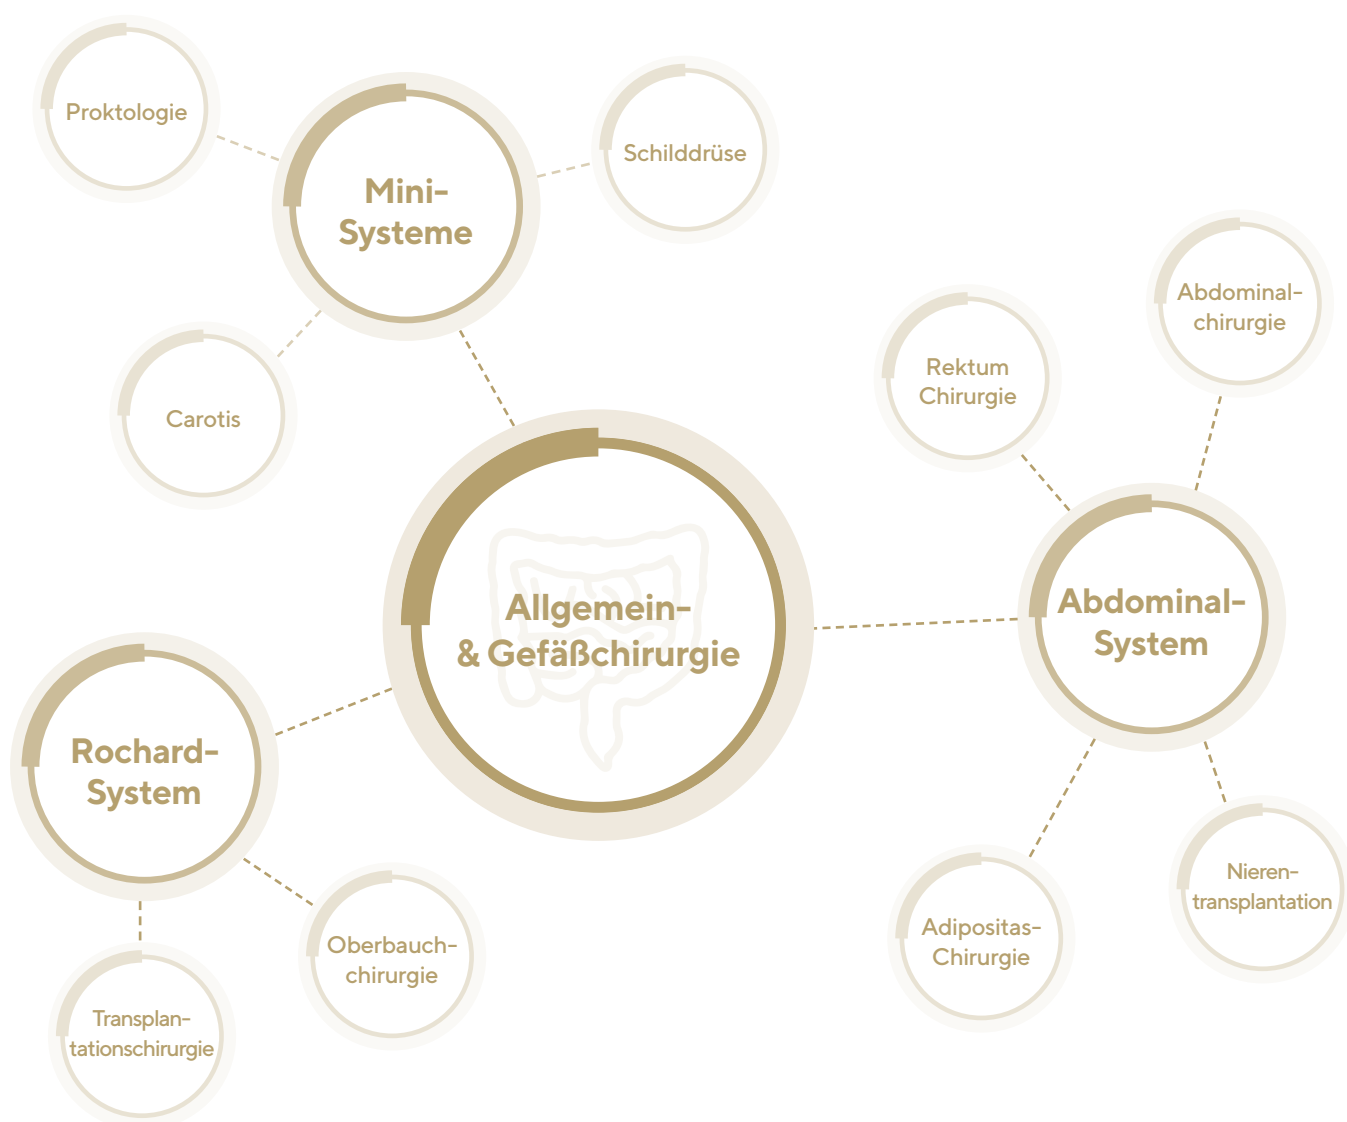 Proktologie
Mini-
Systeme
Schilddrüse
Carotis
Allgemein-
& Gefäßchirurgie
Rektum
Chirurgie
Abdominal-
chirurgie
Abdominal-
System
Adipositas-
Chirurgie
Nieren-
transplantation
Rochard-
System
Oberbauch-
chirurgie
Transplan-
tationschirurgie